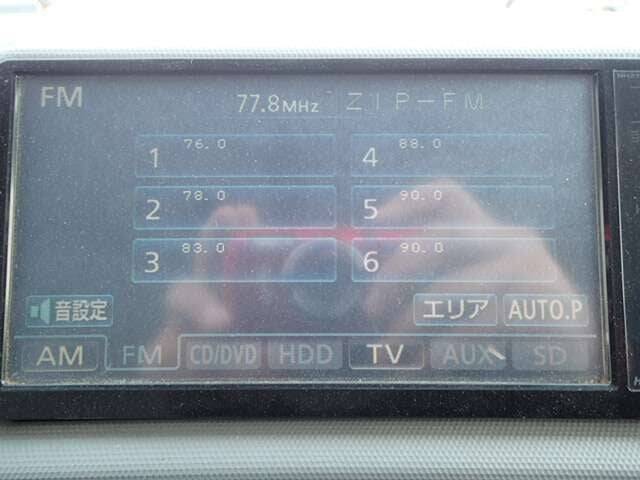 FM 77.8MHz ZIP-FM
1 76.0 4 88.0
2 78.0 5 90.0
3 83.0 6 90.0
音設定 エリア AUTO.P
AM FM CD/DVD HDD TV AUX SD